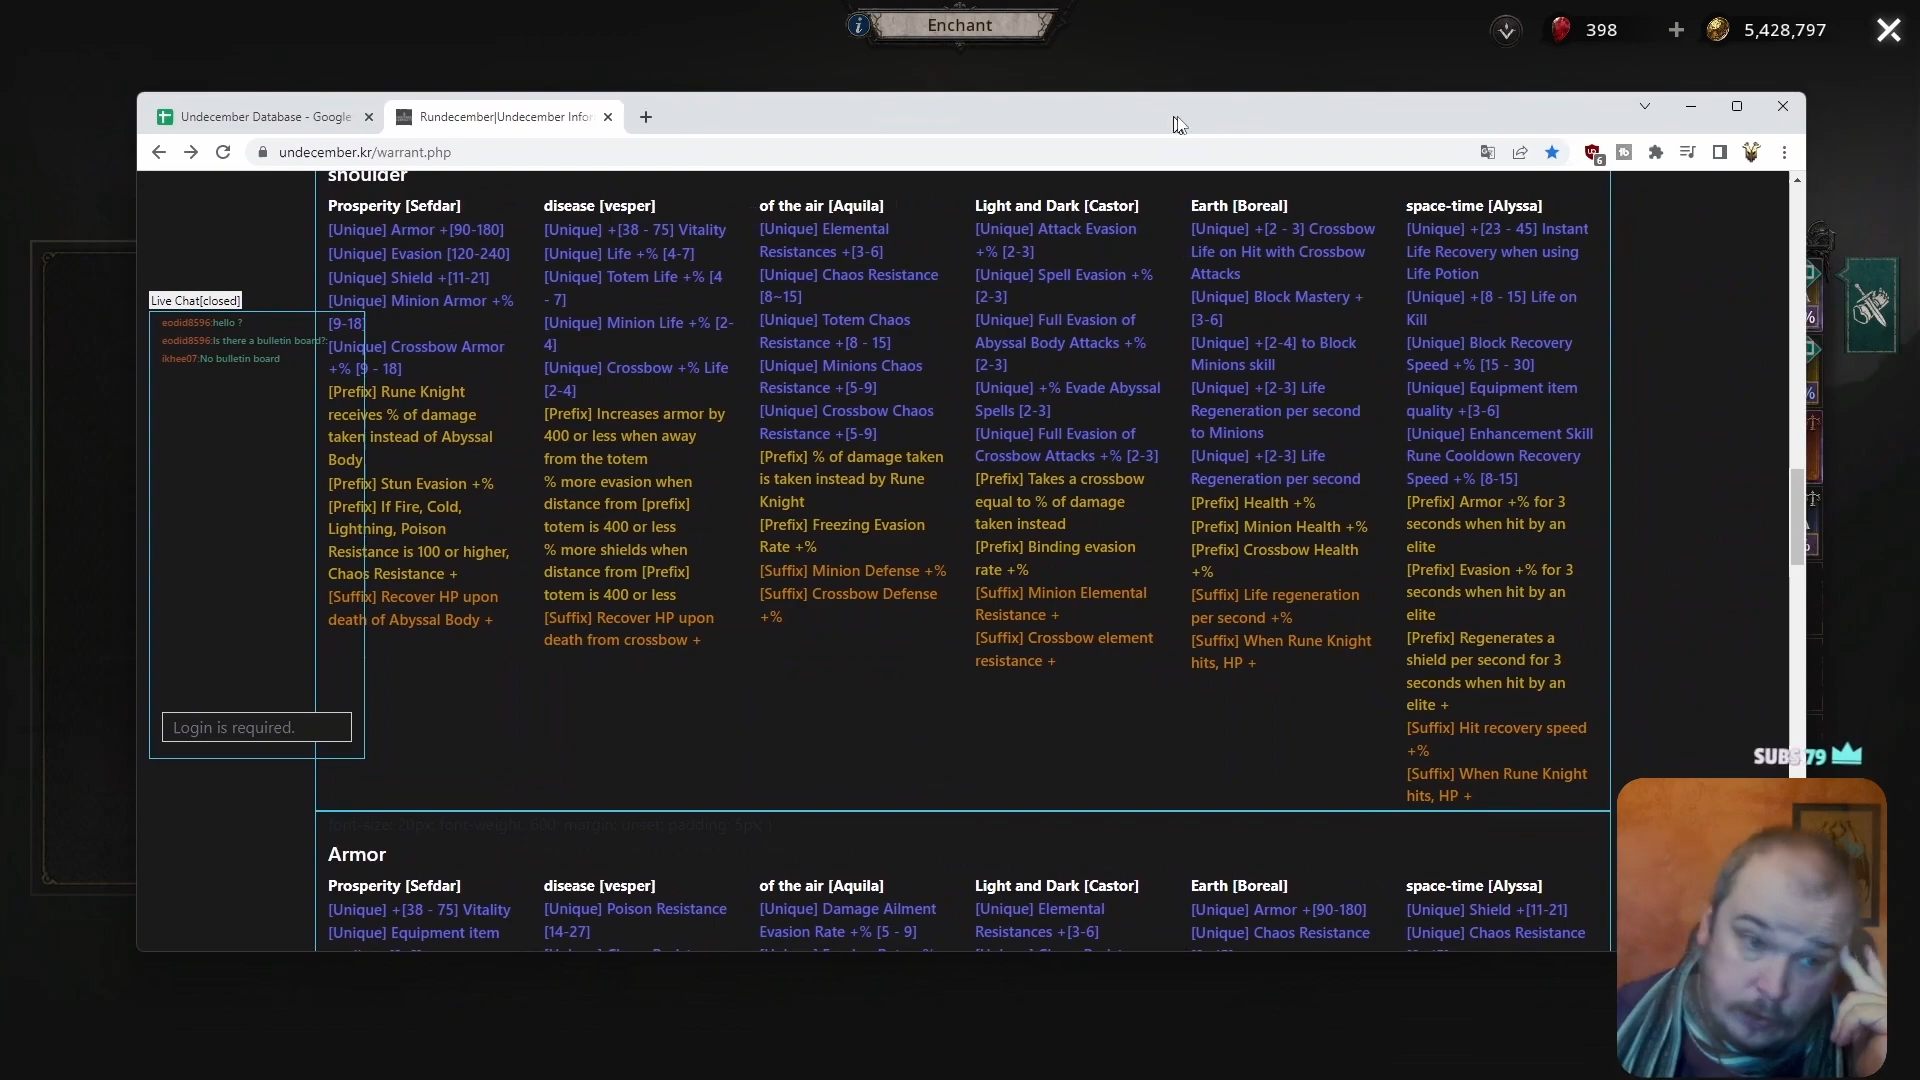 Enchant
398
5,428,797
Undecember Database - Google
Rundecember|Undecember Infor
undecember.kr/warrant.php
6
shoulder
Prosperity [Sefdar]
[Unique] Armor +[90-180]
[Unique] Evasion [120-240]
[Unique] Shield +[11-21]
[Unique] Minion Armor +%
[9-18]
[Unique] Crossbow Armor
+% [9 - 18]
[Prefix] Rune Knight
receives % of damage
taken instead of Abyssal
Body
[Prefix] Stun Evasion +%
[Prefix] If Fire, Cold,
Lightning, Poison
Resistance is 100 or higher,
Chaos Resistance +
[Suffix] Recover HP upon
death of Abyssal Body +
disease [vesper]
[Unique] +[38 - 75] Vitality
[Unique] Life +% [4-7]
[Unique] Totem Life +% [4
- 7]
[Unique] Minion Life +% [2-
4]
[Unique] Crossbow +% Life
[2-4]
[Prefix] Increases armor by
400 or less when away
from the totem
% more evasion when
distance from [prefix]
totem is 400 or less
% more shields when
distance from [Prefix]
totem is 400 or less
[Suffix] Recover HP upon
death from crossbow +
of the air [Aquila]
[Unique] Elemental
Resistances +[3-6]
[Unique] Chaos Resistance
[8~15]
[Unique] Totem Chaos
Resistance +[8 - 15]
[Unique] Minions Chaos
Resistance +[5-9]
[Unique] Crossbow Chaos
Resistance +[5-9]
[Prefix] % of damage taken
is taken instead by Rune
Knight
[Prefix] Freezing Evasion
Rate +%
[Suffix] Minion Defense +%
[Suffix] Crossbow Defense
+%
Light and Dark [Castor]
[Unique] Attack Evasion
+% [2-3]
[Unique] Spell Evasion +%
[2-3]
[Unique] Full Evasion of
Abyssal Body Attacks +%
[2-3]
[Unique] +% Evade Abyssal
Spells [2-3]
[Unique] Full Evasion of
Crossbow Attacks +% [2-3]
[Prefix] Takes a crossbow
equal to % of damage
taken instead
[Prefix] Binding evasion
rate +%
[Suffix] Minion Elemental
Resistance +
[Suffix] Crossbow element
resistance +
Earth [Boreal]
[Unique] +[2 - 3] Crossbow
Life on Hit with Crossbow
Attacks
[Unique] Block Mastery +
[3-6]
[Unique] +[2-4] to Block
Minions skill
[Unique] +[2-3] Life
Regeneration per second
to Minions
[Unique] +[2-3] Life
Regeneration per second
[Prefix] Health +%
[Prefix] Minion Health +%
[Prefix] Crossbow Health
+%
[Suffix] Life regeneration
per second +%
[Suffix] When Rune Knight
hits, HP +
space-time [Alyssa]
[Unique] +[23 - 45] Instant
Life Recovery when using
Life Potion
[Unique] +[8 - 15] Life on
Kill
[Unique] Block Recovery
Speed +% [15 - 30]
[Unique] Equipment item
quality +[3-6]
[Unique] Enhancement Skill
Rune Cooldown Recovery
Speed +% [8-15]
[Prefix] Armor +% for 3
seconds when hit by an
elite
[Prefix] Evasion +% for 3
seconds when hit by an
elite
[Prefix] Regenerates a
shield per second for 3
seconds when hit by an
elite +
[Suffix] Hit recovery speed
+%
[Suffix] When Rune Knight
hits, HP +
Live Chat[closed]
eodid8596:hello ?
eodid8596:Is there a bulletin board?:
ikhee07:No bulletin board
Login is required.
font-size: 20px; font-weight: 600; margin: unset; padding: 5px; }
Armor
Prosperity [Sefdar]
[Unique] +[38 - 75] Vitality
[Unique] Equipment item
disease [vesper]
[Unique] Poison Resistance
[14-27]
of the air [Aquila]
[Unique] Damage Ailment
Evasion Rate +% [5 - 9]
Light and Dark [Castor]
[Unique] Elemental
Resistances +[3-6]
Earth [Boreal]
[Unique] Armor +[90-180]
[Unique] Chaos Resistance
space-time [Alyssa]
[Unique] Shield +[11-21]
[Unique] Chaos Resistance
SUBS 79